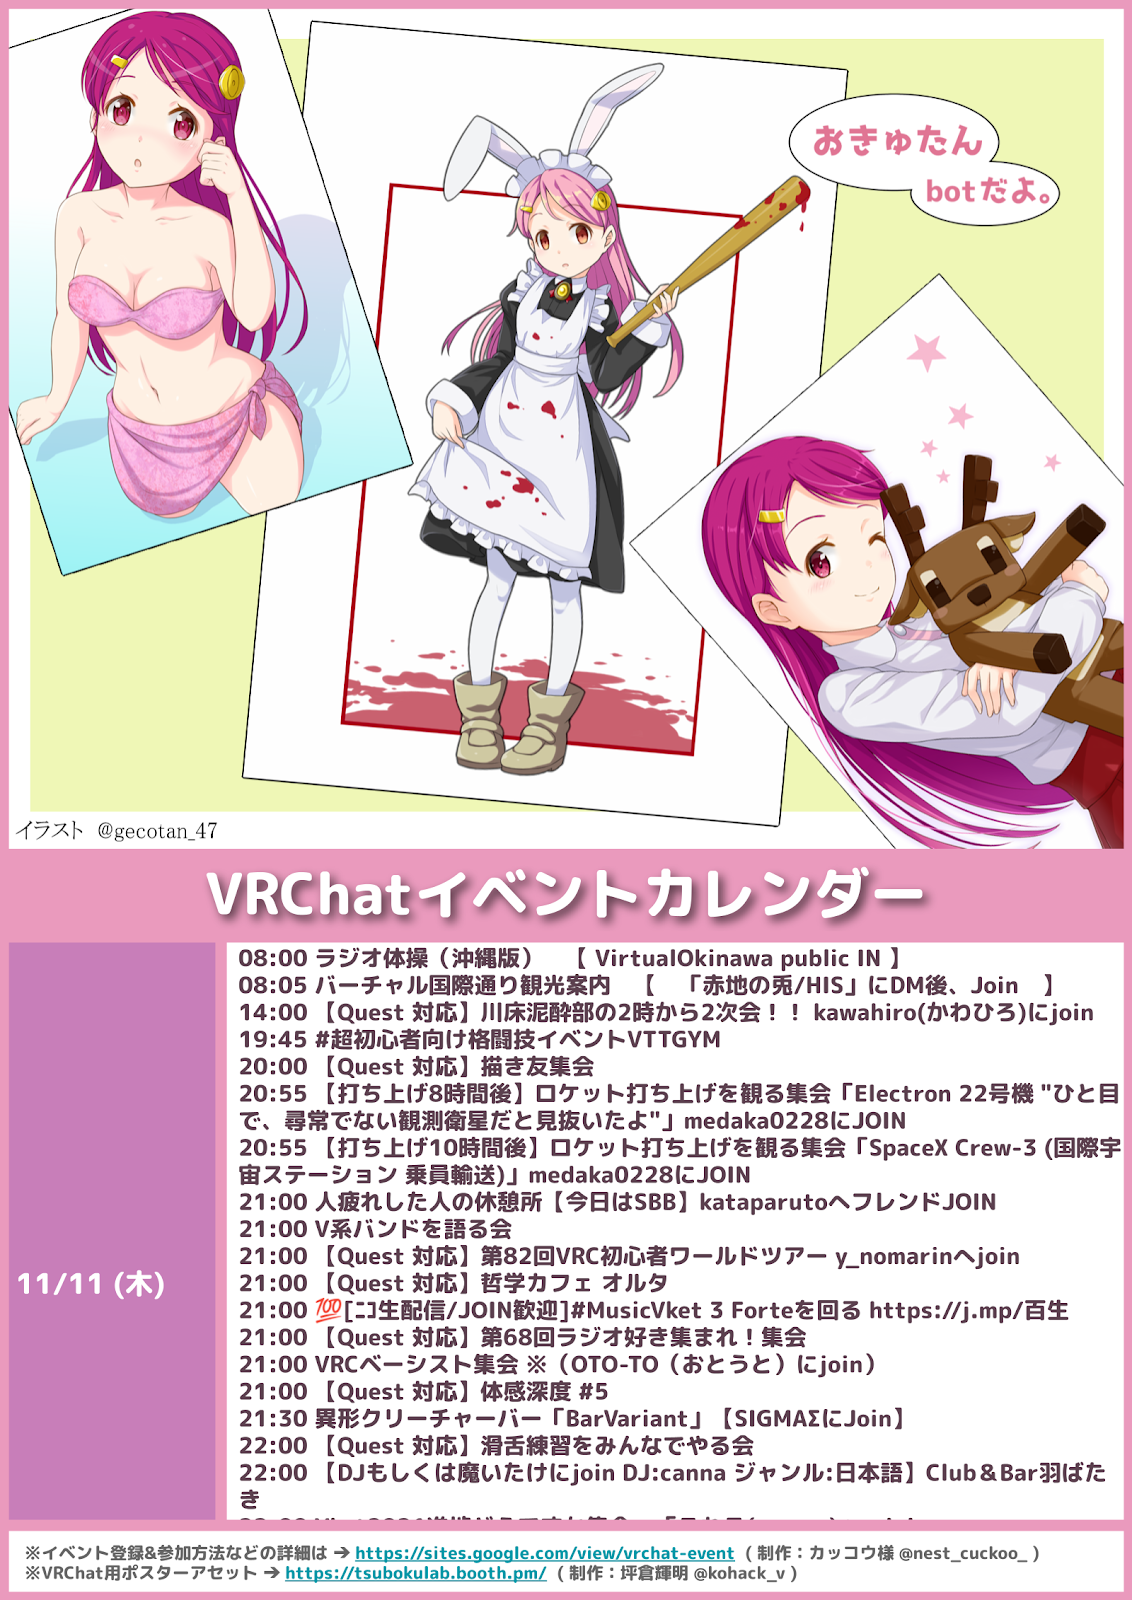 おきゅたん
botだよ。
イラスト @gecotan_47
VRChatイベントカレンダー
11/11 (木)
08:00 ラジオ体操（沖縄版） 【 VirtualOkinawa public IN 】
08:05 バーチャル国際通り観光案内 【 「赤地の兎/HIS」にDM後、Join 】
14:00 【Quest 対応】川床泥酔部の2時から2次会！！ kawahiro(かわひろ)にjoin
19:45 #超初心者向け格闘技イベントVTTGYM
20:00 【Quest 対応】描き友集会
20:55 【打ち上げ8時間後】ロケット打ち上げを観る集会「Electron 22号機 "ひと目
で、尋常でない観測衛星だと見抜いたよ"」medaka0228にJOIN
20:55 【打ち上げ10時間後】ロケット打ち上げを観る集会「SpaceX Crew-3 (国際宇
宙ステーション 乗員輸送)」medaka0228にJOIN
21:00 人疲れした人の休憩所【今日はSBB】kataparutoへフレンドJOIN
21:00 V系バンドを語る会
21:00 【Quest 対応】第82回VRC初心者ワールドツアー y_nomarinへjoin
21:00 【Quest 対応】哲学カフェ オルタ
21:00 💯[ニコ生配信/JOIN歓迎]#MusicVket 3 Forteを回る https://j.mp/百生
21:00 【Quest 対応】第68回ラジオ好き集まれ！集会
21:00 VRCベーシスト集会 ※（OTO-TO（おとうと）にjoin）
21:00 【Quest 対応】体感深度 #5
21:30 異形クリーチャーバー「BarVariant」【SIGMAΣにJoin】
22:00 【Quest 対応】滑舌練習をみんなでやる会
22:00 【DJもしくは魔いたけにjoin DJ:canna ジャンル:日本語】Club＆Bar羽ばた
き
※イベント登録&参加方法などの詳細は ➔ https://sites.google.com/view/vrchat-event ( 制作：カッコウ様 @nest_cuckoo_ )
※VRChat用ポスターアセット ➔ https://tsubokulab.booth.pm/ ( 制作：坪倉輝明 @kohack_v )